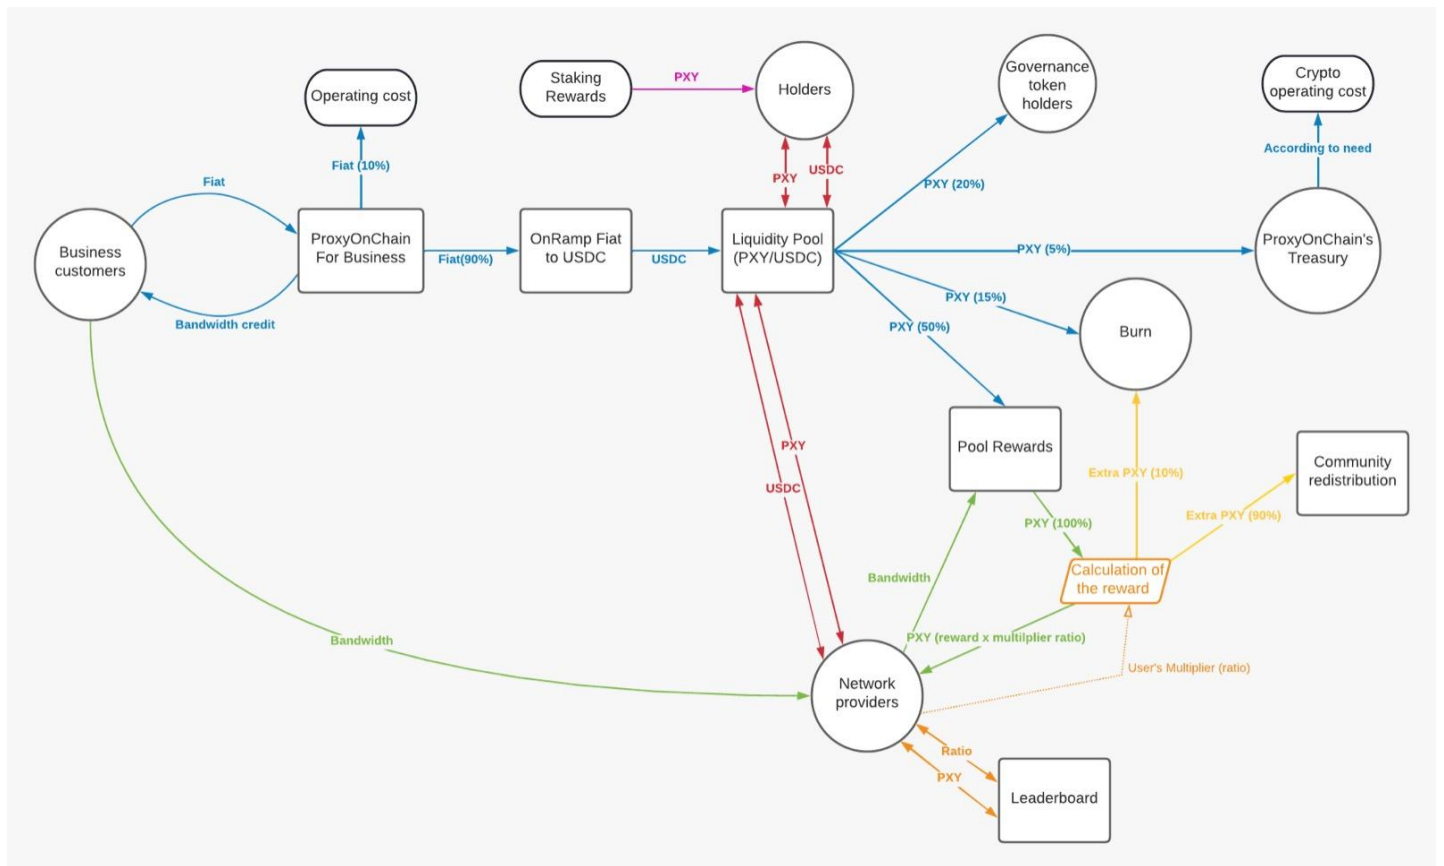 Staking
Rewards
PXY
Holders
Governance
token
holders
Crypto
operating cost
Operating cost
Fiat (10%)
According to need
PXY
USDC
PXY (20%)
Fiat
Business
customers
ProxyOnChain
For Business
Fiat(90%)
OnRamp Fiat
to USDC
USDC
Liquidity Pool
(PXY/USDC)
PXY (5%)
ProxyOnChain's
Treasury
Bandwidth credit
PXY (15%)
PXY (50%)
Burn
Pool Rewards
PXY
USDC
Extra PXY (10%)
Community
redistribution
Extra PXY (90%)
PXY (100%)
Bandwidth
Calculation of
the reward
Bandwidth
PXY (reward x multilplier ratio)
User's Multiplier (ratio)
Network
providers
Ratio
PXY
Leaderboard